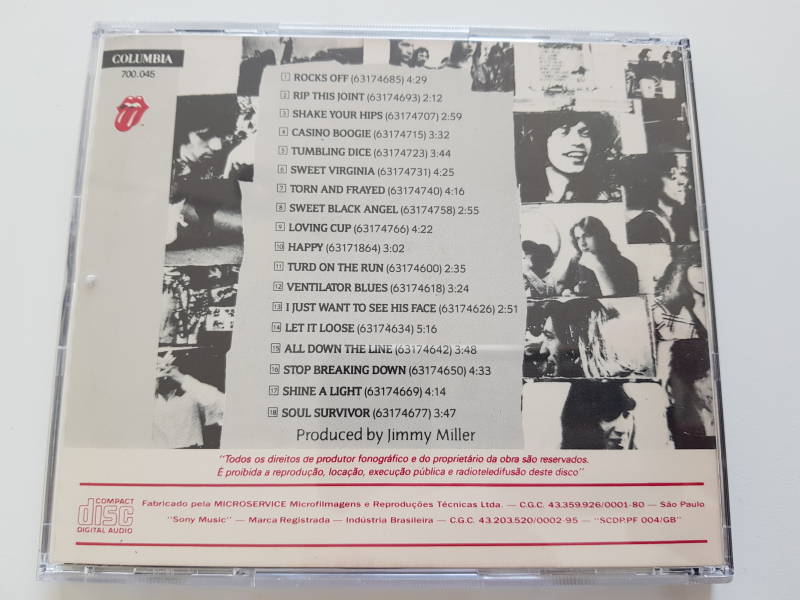 COLUMBIA
700.045
1 ROCKS OFF (63174685) 4:29
2 RIP THIS JOINT (63174693) 2:12
3 SHAKE YOUR HIPS (63174707) 2:59
4 CASINO BOOGIE (63174715) 3:32
5 TUMBLING DICE (63174723) 3:44
6 SWEET VIRGINIA (63174731) 4:25
7 TORN AND FRAYED (63174740) 4:16
8 SWEET BLACK ANGEL (63174758) 2:55
9 LOVING CUP (63174766) 4:22
10 HAPPY (63171864) 3:02
11 TURD ON THE RUN (63174600) 2:35
12 VENTILATOR BLUES (63174618) 3:24
13 I JUST WANT TO SEE HIS FACE (63174626) 2:51
14 LET IT LOOSE (63174634) 5:16
15 ALL DOWN THE LINE (63174642) 3:48
16 STOP BREAKING DOWN (63174650) 4:33
17 SHINE A LIGHT (63174669) 4:14
18 SOUL SURVIVOR (63174677) 3:47
Produced by Jimmy Miller
"Todos os direitos de produtor fonográfico e do proprietário da obra são reservados.
É proibida a reprodução, locação, execução pública e radioteledifusão deste disco"
COMPACT
disc
DIGITAL AUDIO
Fabricado pela MICROSERVICE Microfilmagens e Reproduções Técnicas Ltda. — C.G.C. 43.359.926/0001-80 — São Paulo
"Sony Music" — Marca Registrada — Indústria Brasileira — C.G.C. 43.203.520/0002-95 — "SCDP.PF 004/GB"